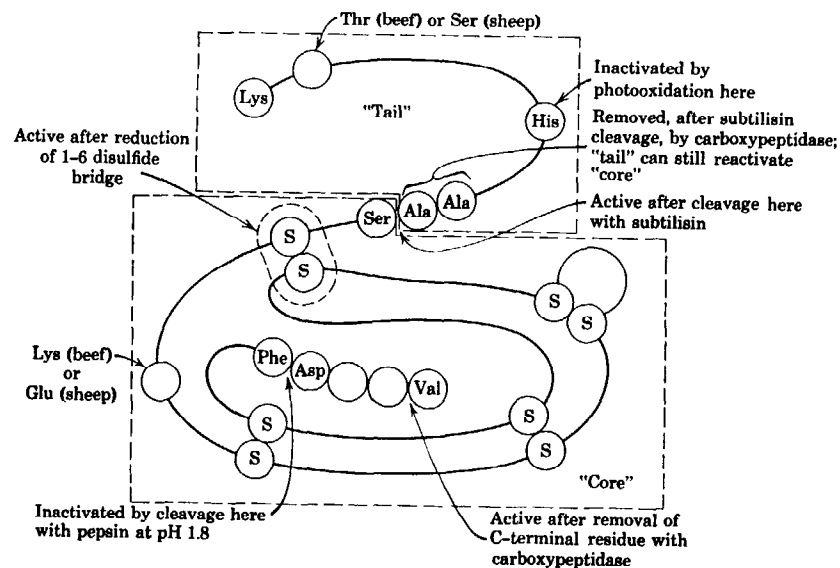 Thr (beef) or Ser (sheep)
Lys
"Tail"
His
Inactivated by
photooxidation here
Removed, after subtilisin
cleavage, by carboxypeptidase;
"tail" can still reactivate
"core"
Active after reduction
of 1–6 disulfide
bridge
Ser
Ala
Ala
Active after cleavage here
with subtilisin
S
S
S
S
Lys (beef)
or
Glu (sheep)
Phe
Asp
Val
S
S
S
S
"Core"
Inactivated by cleavage here
with pepsin at pH 1.8
Active after removal of
C-terminal residue with
carboxypeptidase